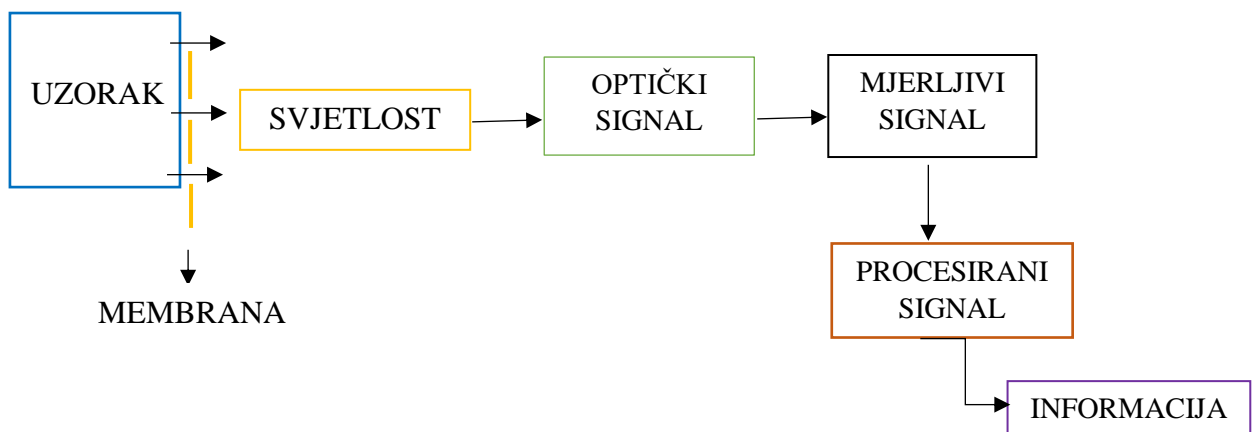 UZORAK
SVJETLOST
OPTIČKI
SIGNAL
MJERLJIVI
SIGNAL
MEMBRANA
PROCESIRANI
SIGNAL
INFORMACIJA